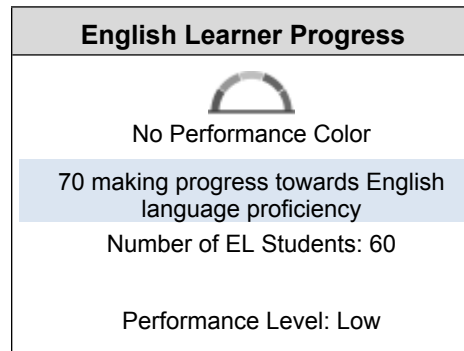 English Learner Progress
No Performance Color
70 making progress towards English
language proficiency
Number of EL Students: 60
Performance Level: Low